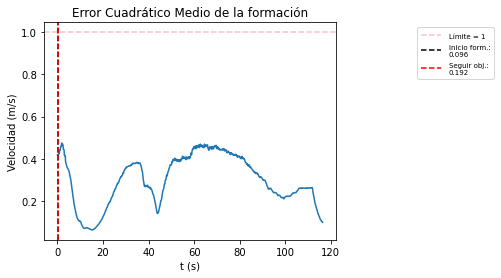 Error Cuadrático Medio de la formación
1.0
0.8
0.6
0.4
0.2
Velocidad (m/s)
0
20
40
60
80
100
120
t (s)
Límite = 1
Inicio form.:
0.096
Seguir obj.:
0.192